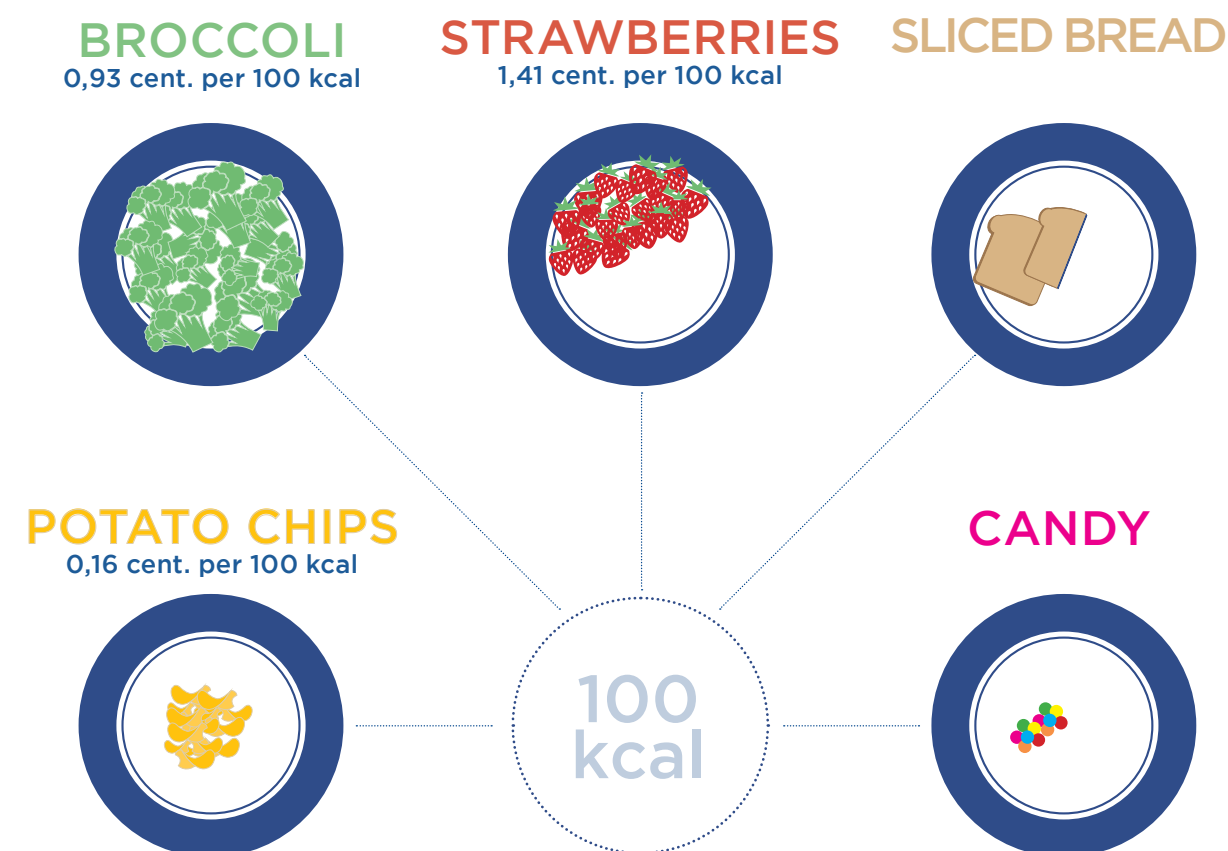 BROCCOLI
0,93 cent. per 100 kcal
STRAWBERRIES
1,41 cent. per 100 kcal
SLICED BREAD
POTATO CHIPS
0,16 cent. per 100 kcal
CANDY
100
kcal